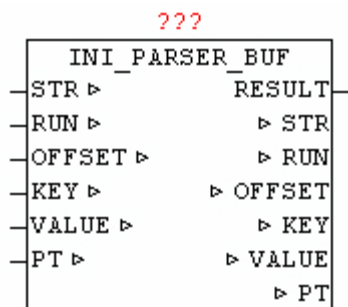 ???
INI_PARSER_BUF
STR ▷ RESULT
RUN ▷ ▷ STR
OFFSET ▷ ▷ RUN
KEY ▷ ▷ OFFSET
VALUE ▷ ▷ KEY
PT ▷ ▷ VALUE
▷ PT